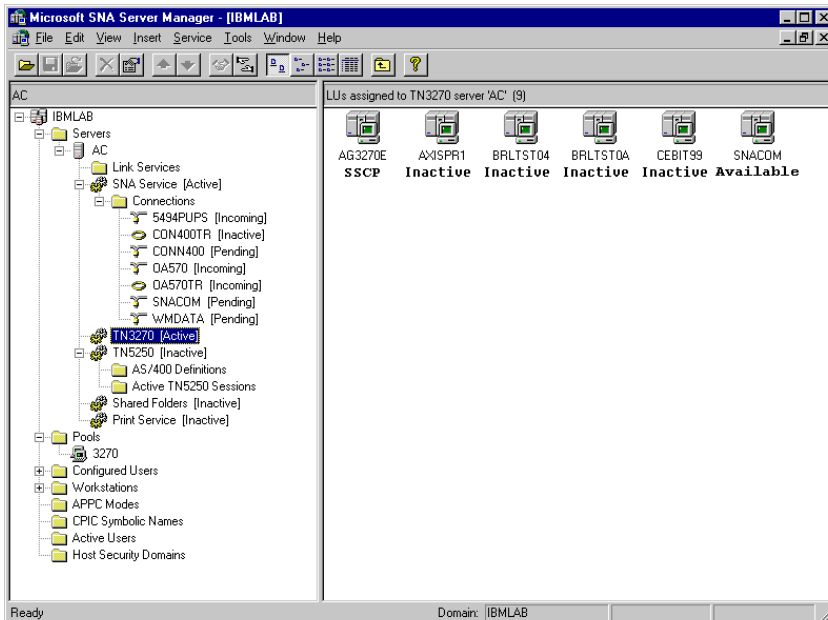 Microsoft SNA Server Manager - [IBMLAB]
File Edit View Insert Service Tools Window Help
AC
LUs assigned to TN3270 server 'AC' (9)
IBMLAB
Servers
AC
Link Services
SNA Service [Active]
Connections
5494PUPS [Incoming]
CON400TR [Inactive]
CONN400 [Pending]
OA570 [Incoming]
OA570TR [Incoming]
SNACOM [Pending]
WMDATA [Pending]
TN3270 [Active]
TN5250 [Inactive]
AS/400 Definitions
Active TN5250 Sessions
Shared Folders [Inactive]
Print Service [Inactive]
Pools
3270
Configured Users
Workstations
APPC Modes
CPIC Symbolic Names
Active Users
Host Security Domains
AG3270E AXISPR1 BRLTST04 BRLTST0A CEBIT99 SNACOM
SSCP Inactive Inactive Inactive Inactive Available
Ready Domain: IBMLAB